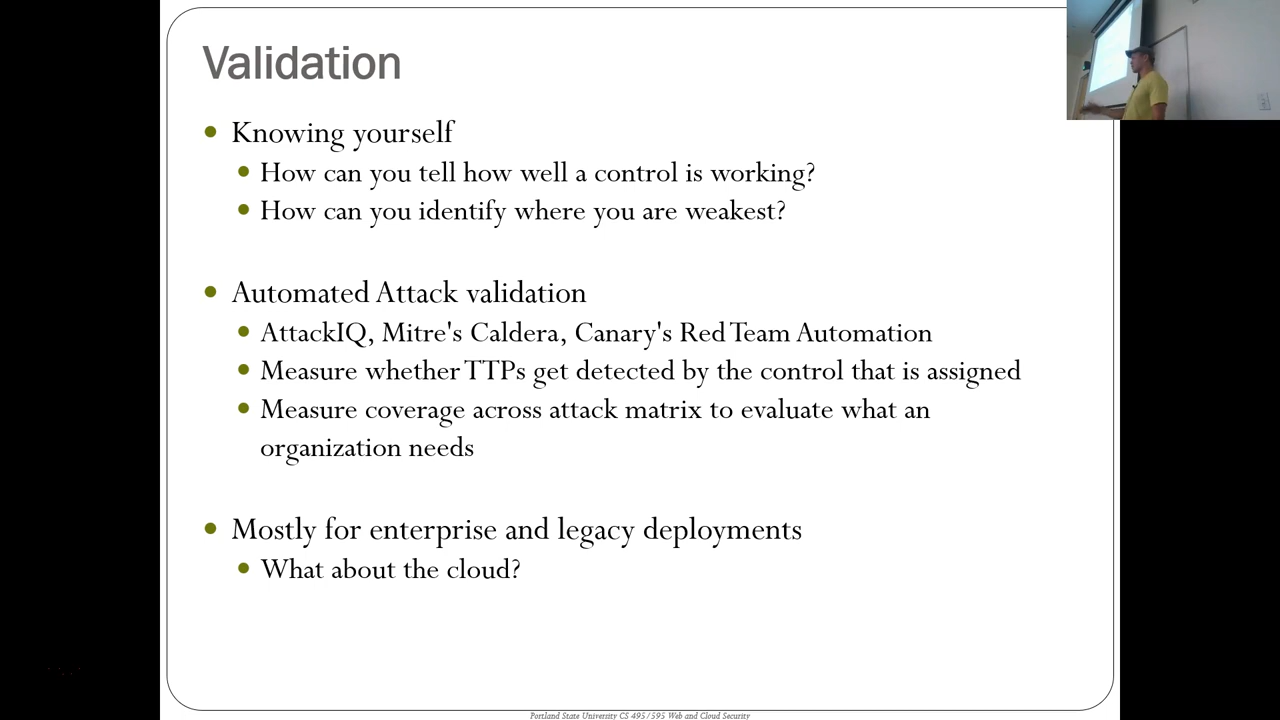 Validation
Knowing yourself
How can you tell how well a control is working?
How can you identify where you are weakest?
Automated Attack validation
AttackIQ, Mitre's Caldera, Canary's Red Team Automation
Measure whether TTPs get detected by the control that is assigned
Measure coverage across attack matrix to evaluate what an
organization needs
Mostly for enterprise and legacy deployments
What about the cloud?
Portland State University CS 495/595 Web and Cloud Security